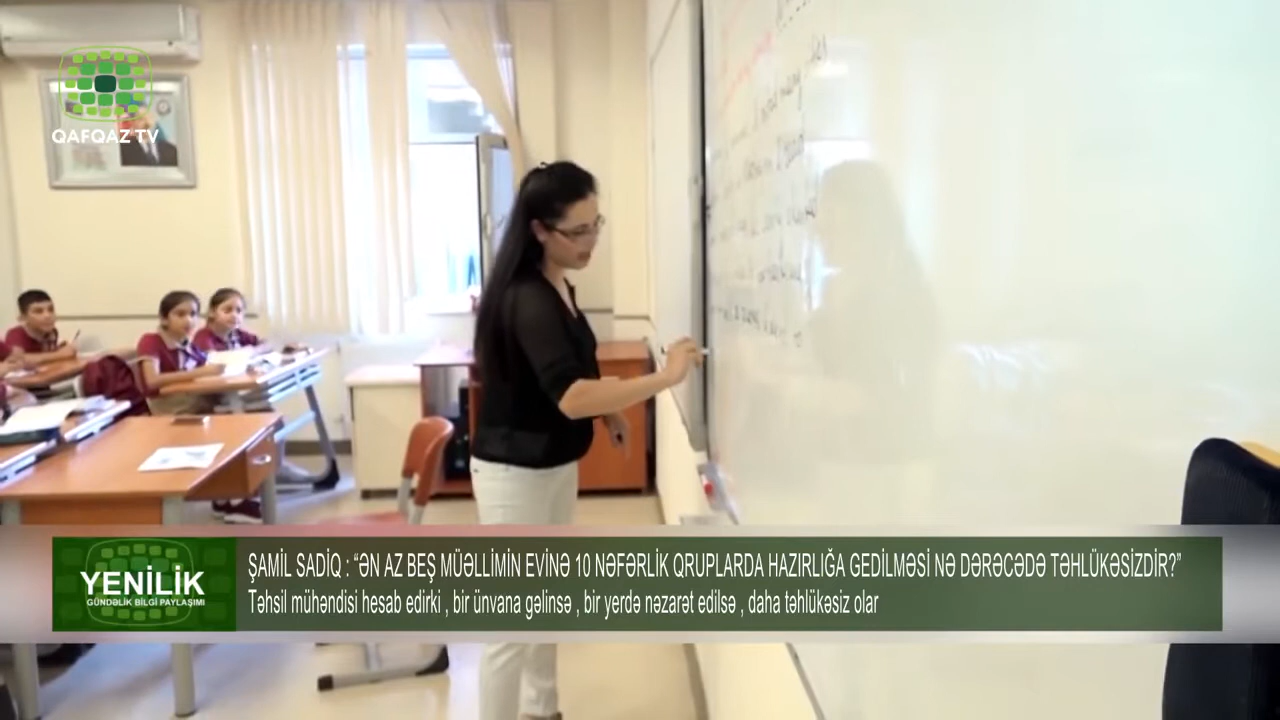 QAFQAZ TV
ŞAMİL SADİQ : “ƏN AZ BEŞ MÜƏLLİMİN EVİNƏ 10 NƏFƏRLİK QRUPLARDA HAZIRLIĞA GEDİLMƏSİ NƏ DƏRƏCƏDƏ TƏHLÜKƏSİZDİR?”
YENİLİK
GÜNDƏLİK BİLGİ PAYLAŞIMI
Təhsil mühəndisi hesab edirki , bir ünvana gəlinsə , bir yerdə nəzarət edilsə , daha təhlükəsiz olar